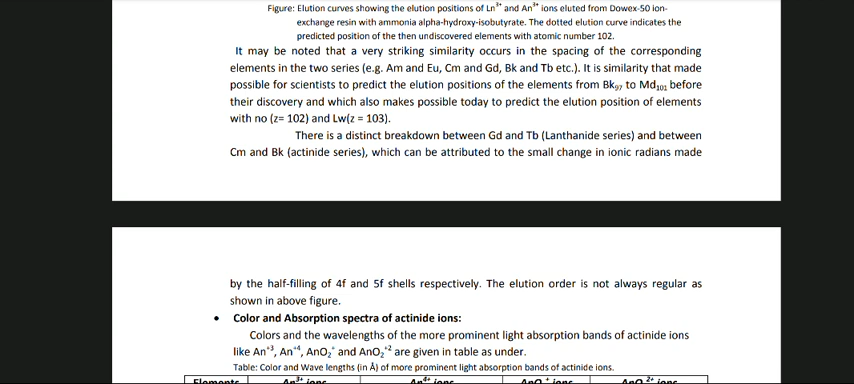 Figure: Elution curves showing the elution positions of Ln³⁺ and An³⁺ ions eluted from Dowex-50 ion-
exchange resin with ammonia alpha-hydroxy-isobutyrate. The dotted elution curve indicates the
predicted position of the then undiscovered elements with atomic number 102.
It may be noted that a very striking similarity occurs in the spacing of the corresponding
elements in the two series (e.g. Am and Eu, Cm and Gd, Bk and Tb etc.). It is similarity that made
possible for scientists to predict the elution positions of the elements from Bk₉₇ to Md₁₀₁ before
their discovery and which also makes possible today to predict the elution position of elements
with no (z= 102) and Lw(z = 103).
There is a distinct breakdown between Gd and Tb (Lanthanide series) and between
Cm and Bk (actinide series), which can be attributed to the small change in ionic radians made
by the half-filling of 4f and 5f shells respectively. The elution order is not always regular as
shown in above figure.
• Color and Absorption spectra of actinide ions:
Colors and the wavelengths of the more prominent light absorption bands of actinide ions
like An⁺³, An⁺⁴, AnO₂⁺ and AnO₂⁺² are given in table as under.
Table: Color and Wave lengths (in Å) of more prominent light absorption bands of actinide ions.
Elements An³⁺ ions An⁴⁺ ions AnO₂⁺ ions AnO₂²⁺ ions